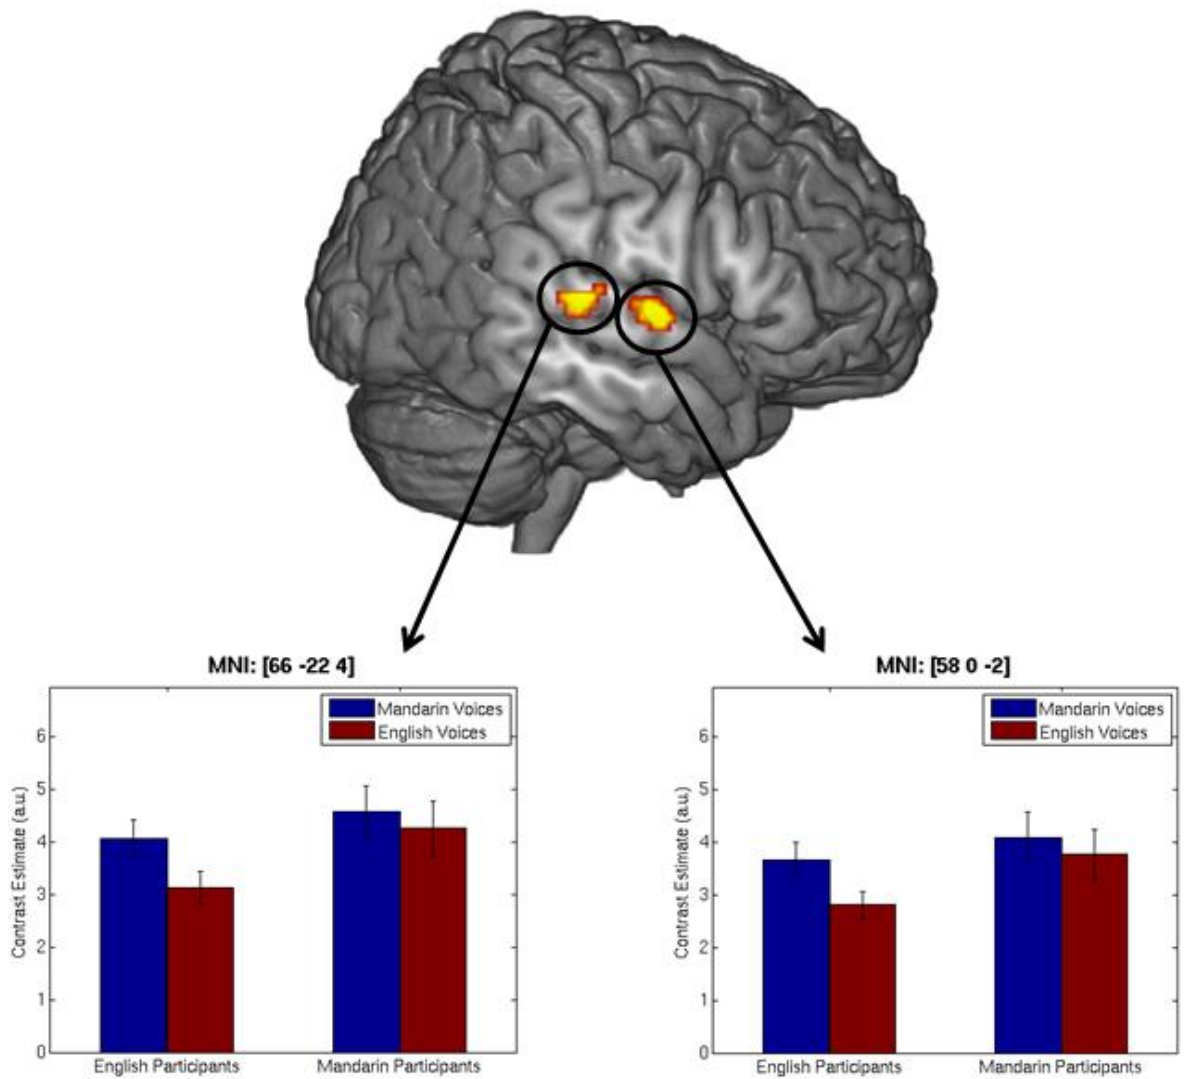 MNI: [66 -22 4]
Mandarin Voices
English Voices
Contrast Estimate (a.u.)
6
5
4
3
2
1
0
English Participants
Mandarin Participants
MNI: [58 0 -2]
Mandarin Voices
English Voices
Contrast Estimate (a.u.)
6
5
4
3
2
1
0
English Participants
Mandarin Participants